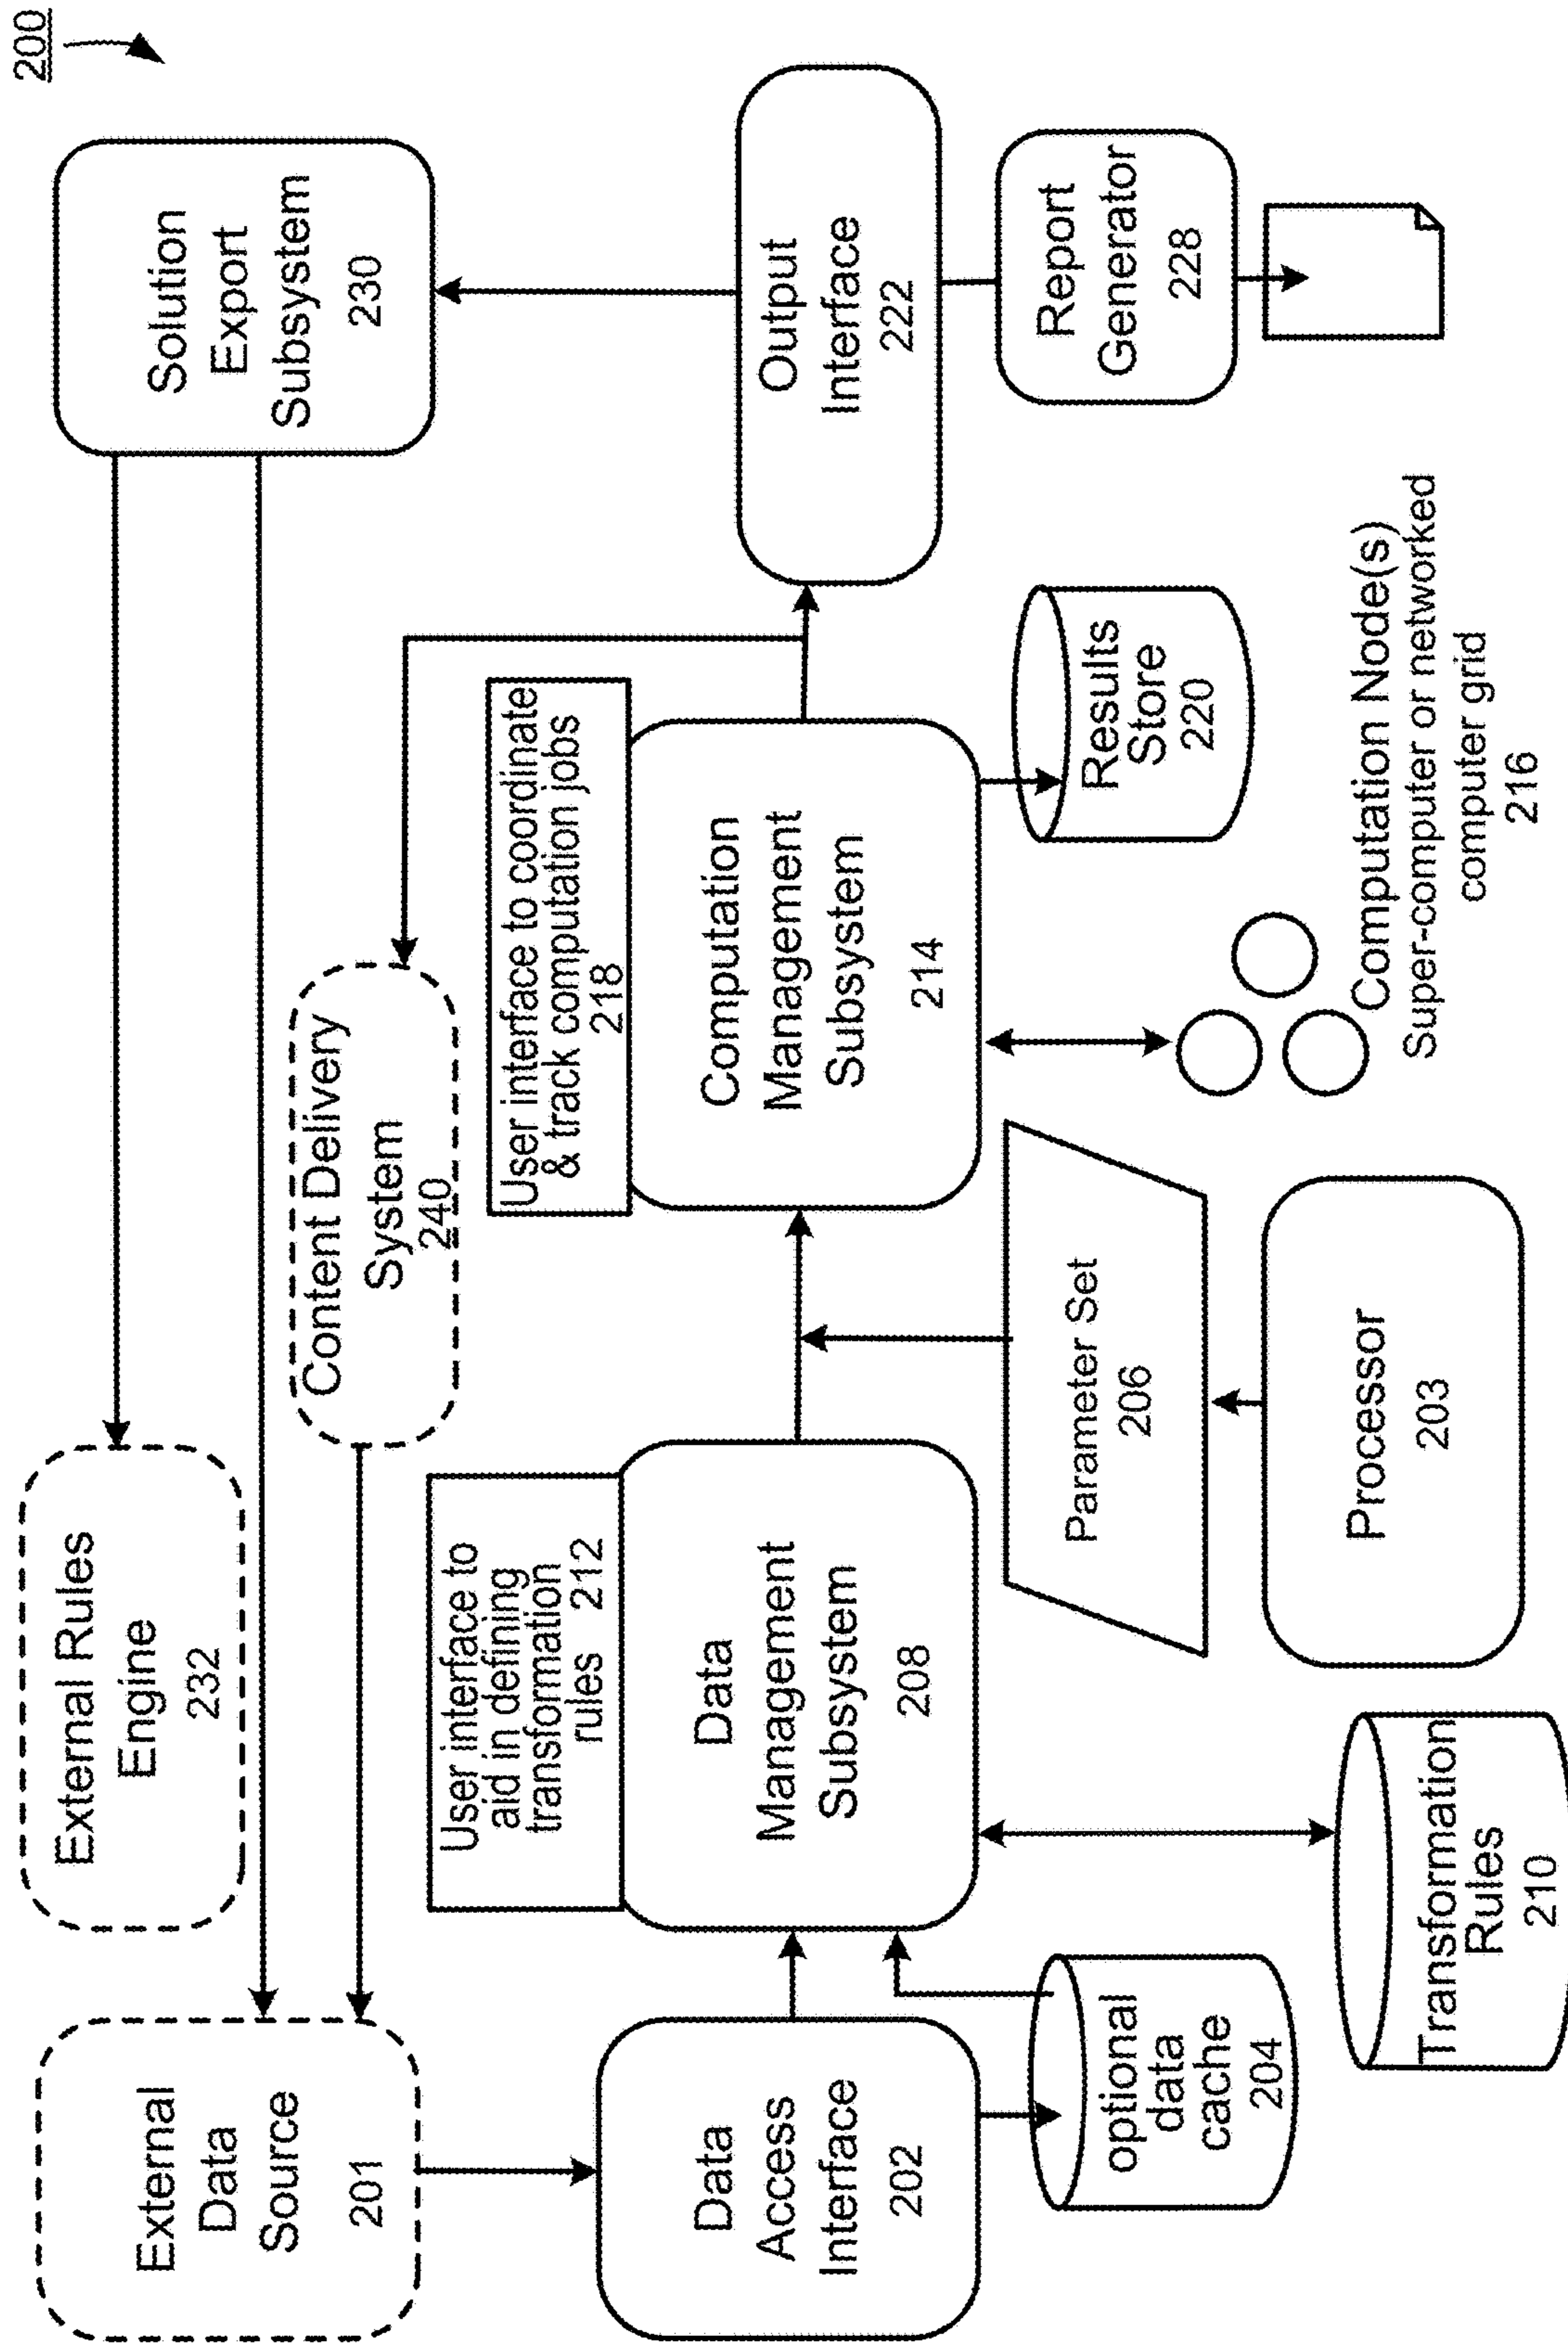 200
External
Data
Source
201
External Rules
Engine
232
Solution
Export
Subsystem
230
Content Delivery
System
240
User interface to
aid in defining
transformation
rules 212
User interface to coordinate
& track computation jobs
218
Data
Access
Interface
202
Data
Management
Subsystem
208
Computation
Management
Subsystem
214
Output
Interface
222
optional
data
cache
204
Transformation
Rules
210
Parameter Set
206
Processor
203
Results
Store
220
Computation Node(s)
Super-computer or networked
computer grid
216
Report
Generator
228